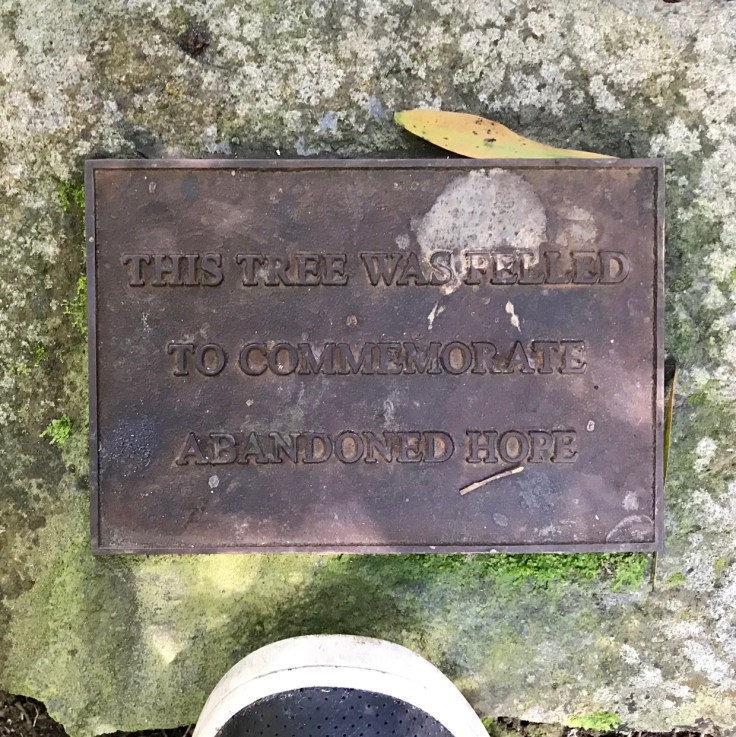 THIS TREE WAS FELLED
TO COMMEMORATE
ABANDONED HOPE